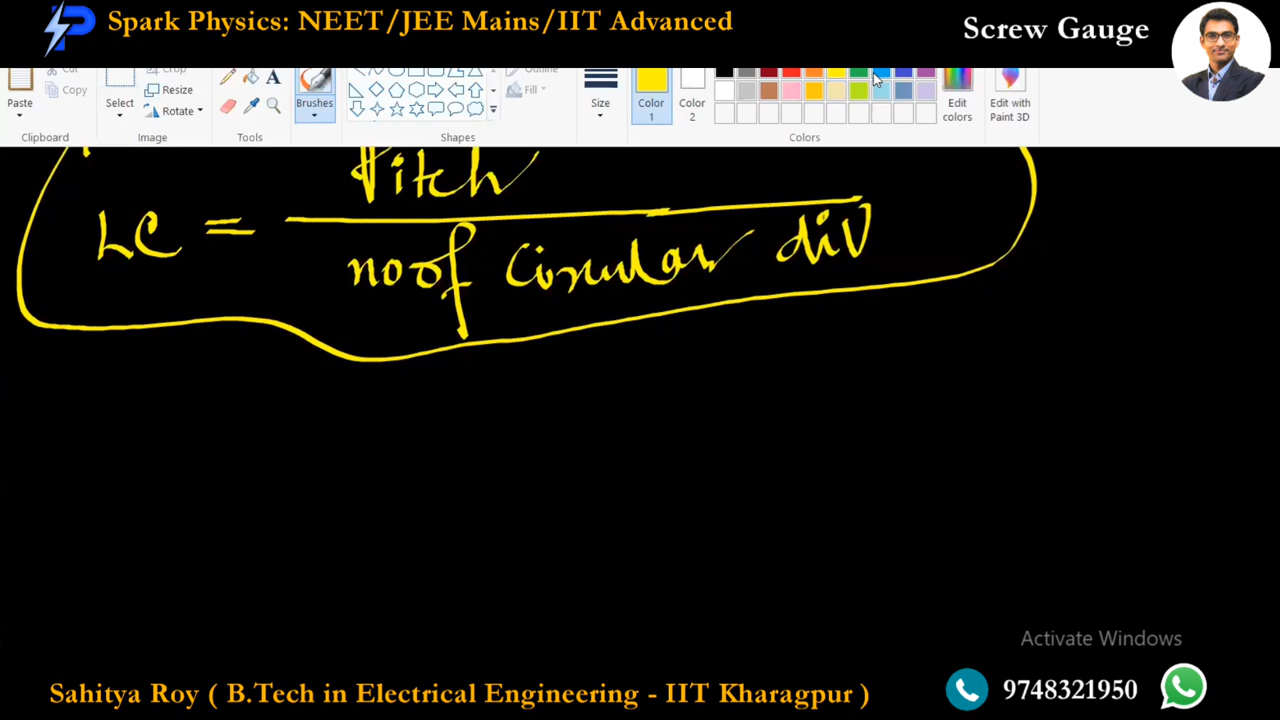 Spark Physics: NEET/JEE Mains/IIT Advanced
Screw Gauge
Cut
Crop
Outline
Copy
Resize
Fill
Paste
Select
Rotate
Brushes
Size
Color
1
Color
2
Edit
colors
Edit with
Paint 3D
Clipboard
Image
Tools
Shapes
Colors
Pitch
LC =
no of Circular div
Activate Windows
Sahitya Roy ( B.Tech in Electrical Engineering - IIT Kharagpur )
9748321950